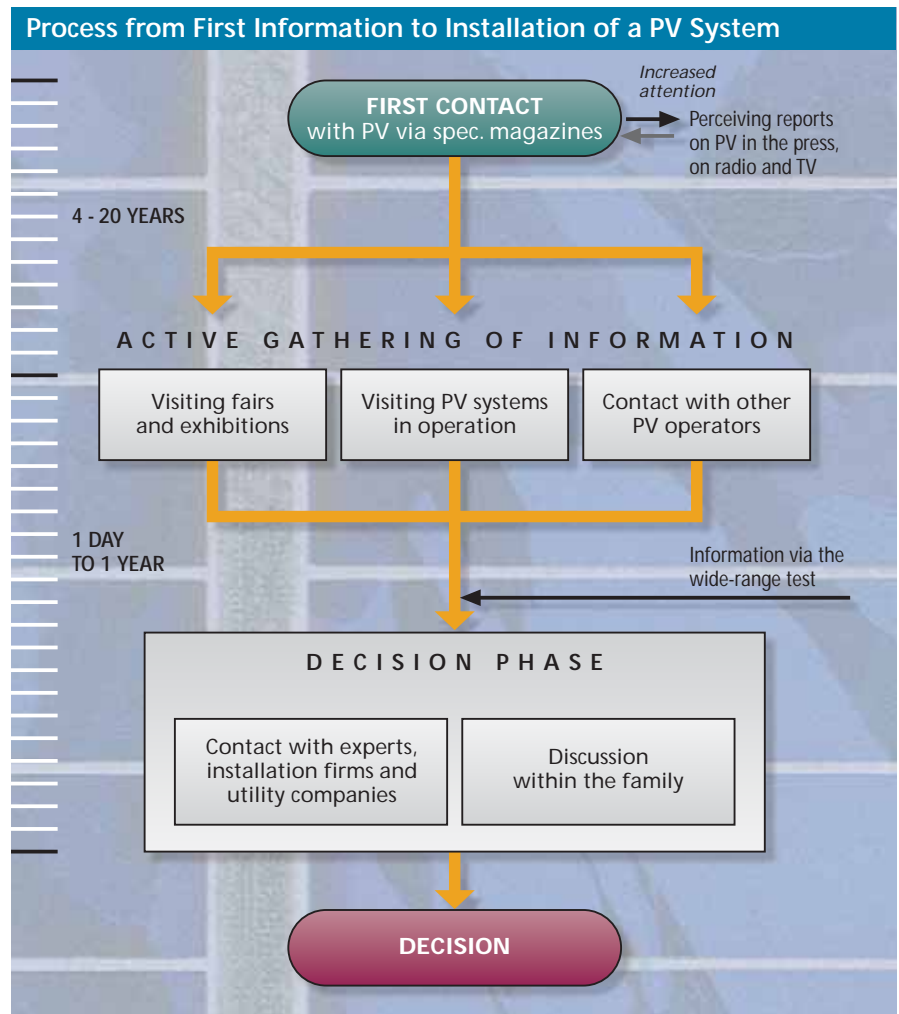 Process from First Information to Installation of a PV System
FIRST CONTACT
with PV via spec. magazines
Increased
attention
Perceiving reports
on PV in the press,
on radio and TV
4 - 20 YEARS
ACTIVE GATHERING OF INFORMATION
Visiting fairs
and exhibitions
Visiting PV systems
in operation
Contact with other
PV operators
1 DAY
TO 1 YEAR
Information via the
wide-range test
DECISION PHASE
Contact with experts,
installation firms and
utility companies
Discussion
within the family
DECISION